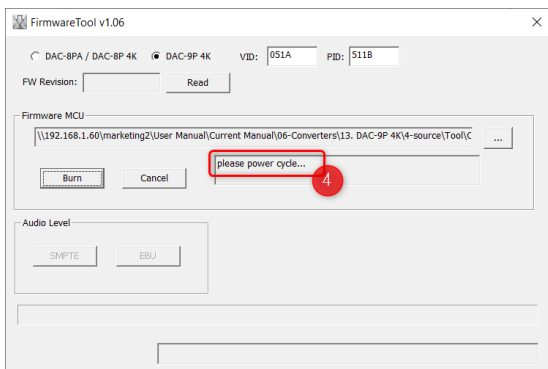 FirmwareTool v1.06
DAC-8PA / DAC-8P 4K DAC-9P 4K VID: 051A PID: 511B
FW Revision: Read
Firmware MCU
\\192.168.1.60\marketing2\User Manual\Current Manual\06-Converters\13. DAC-9P 4K\4-source\Tool\C ...
please power cycle...
4
Burn Cancel
Audio Level
SMPTE EBU